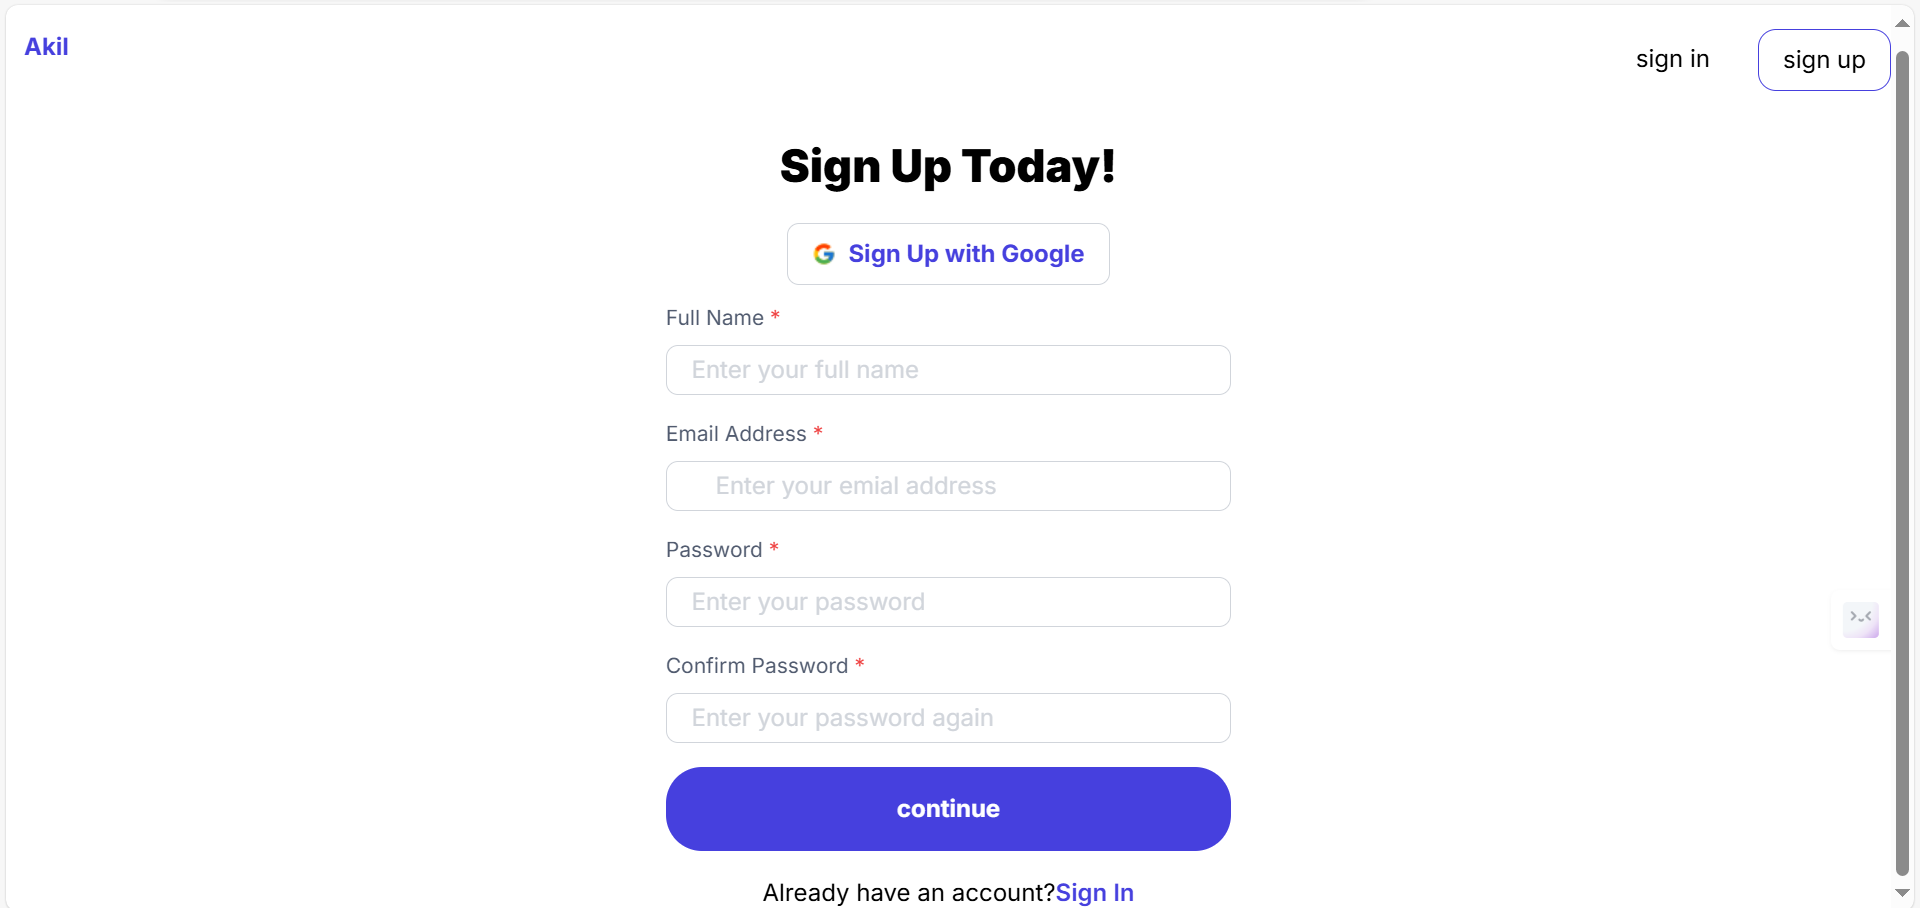 Akil
sign in
sign up
Sign Up Today!
Sign Up with Google
Full Name *
Enter your full name
Email Address *
Enter your emial address
Password *
Enter your password
Confirm Password *
Enter your password again
continue
Already have an account?Sign In